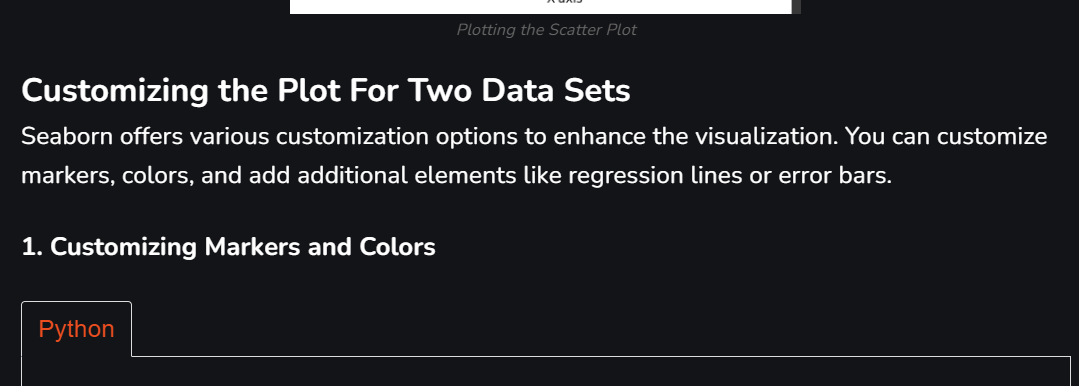 Plotting the Scatter Plot
Customizing the Plot For Two Data Sets
Seaborn offers various customization options to enhance the visualization. You can customize
markers, colors, and add additional elements like regression lines or error bars.
1. Customizing Markers and Colors
Python